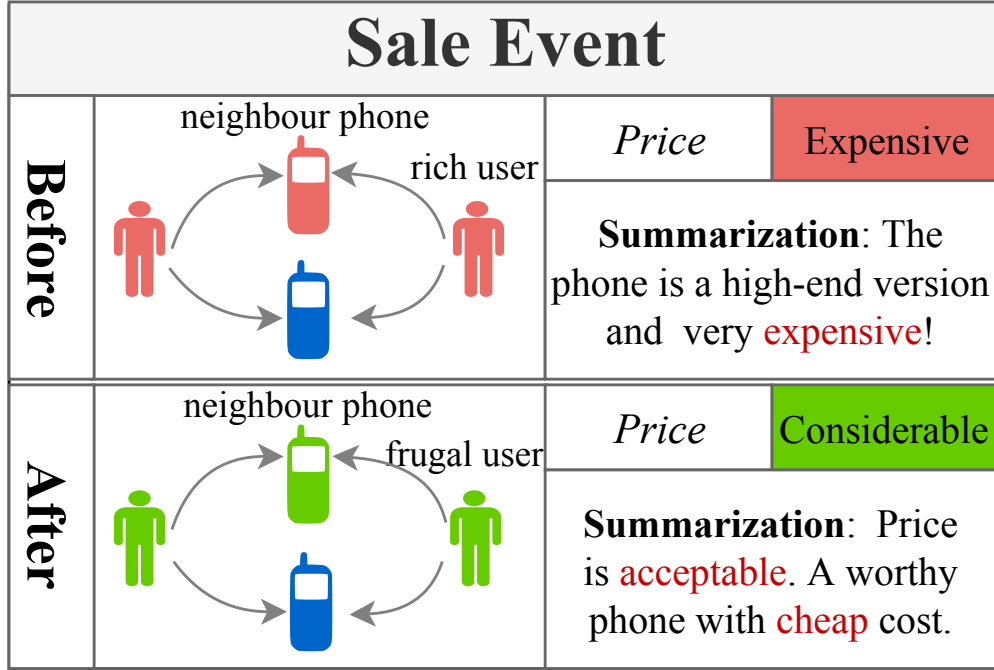 Sale Event
Before
neighbour phone
rich user
Price
Expensive
Summarization: The
phone is a high-end version
and very expensive!
After
neighbour phone
frugal user
Price
Considerable
Summarization: Price
is acceptable. A worthy
phone with cheap cost.